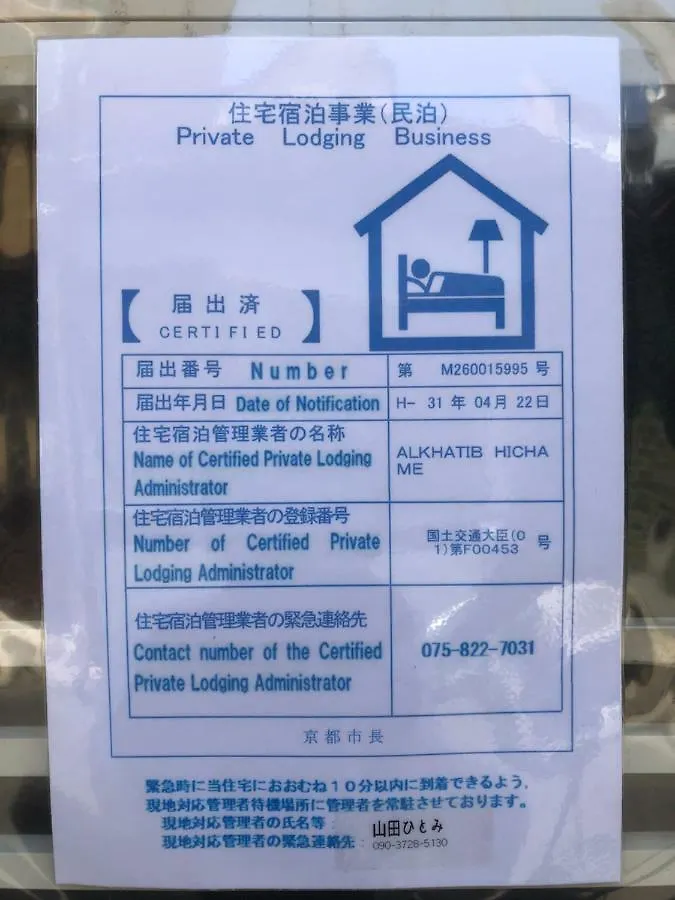 住宅宿泊事業(民泊)
Private Lodging Business
【 届 出 済 】
CERTIFIED
届出番号 Number 第 M260015995 号
届出年月日 Date of Notification H- 31 年 04月 22日
住宅宿泊管理業者の名称
Name of Certified Private Lodging
Administrator
ALKHATIB HICHA
ME
住宅宿泊管理業者の登録番号
Number of Certified Private
Lodging Administrator
国土交通大臣(0
1)第F00453 号
住宅宿泊管理業者の緊急連絡先
Contact number of the Certified
Private Lodging Administrator
075-822-7031
京都市長
緊急時に当住宅におおむね10分以内に到着できるよう、
現地対応管理者待機場所に管理者を常駐させております。
現地対応管理者の氏名等: 山田ひとみ
現地対応管理者の緊急連絡先: 090-3728-5130